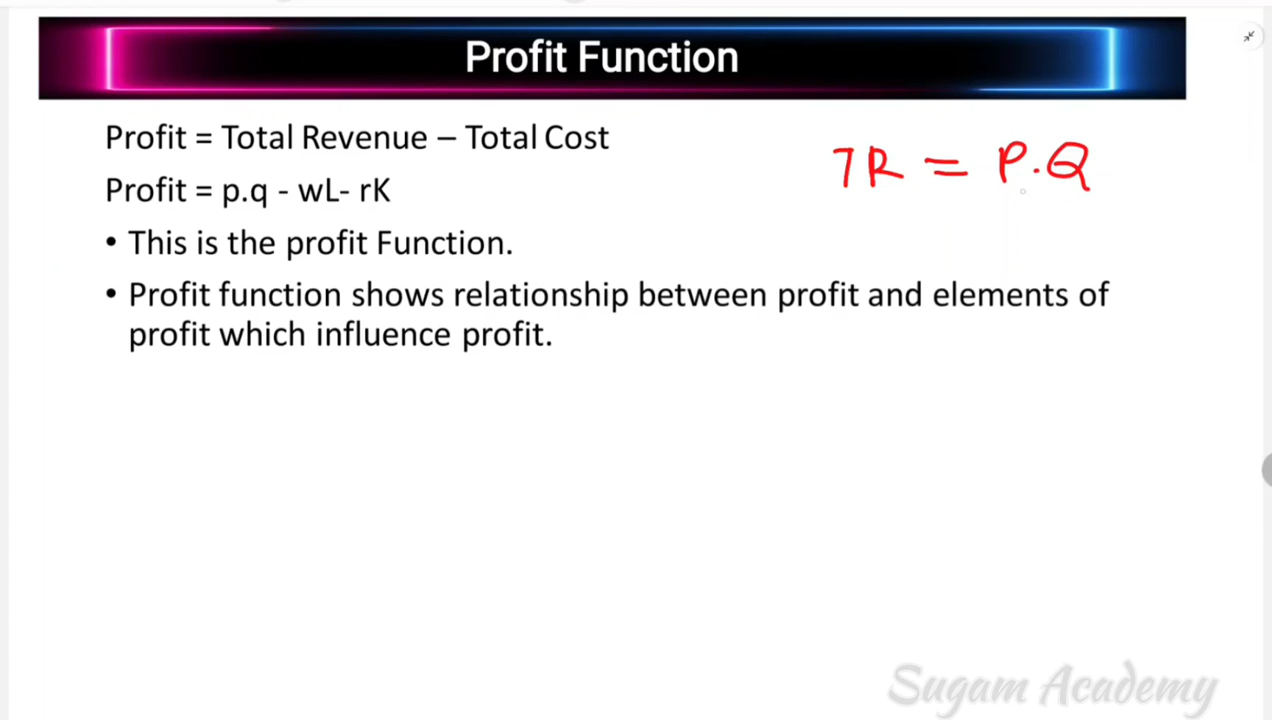 Profit Function
Profit = Total Revenue – Total Cost
TR = P.Q
Profit = p.q - wL- rK
• This is the profit Function.
• Profit function shows relationship between profit and elements of
profit which influence profit.
Sugam Academy